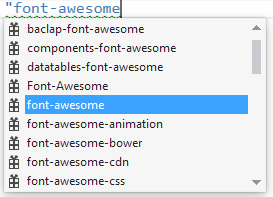 "font-awesome
baclap-font-awesome
components-font-awesome
datatables-font-awesome
Font-Awesome
font-awesome
font-awesome-animation
font-awesome-bower
font-awesome-cdn
font-awesome-css